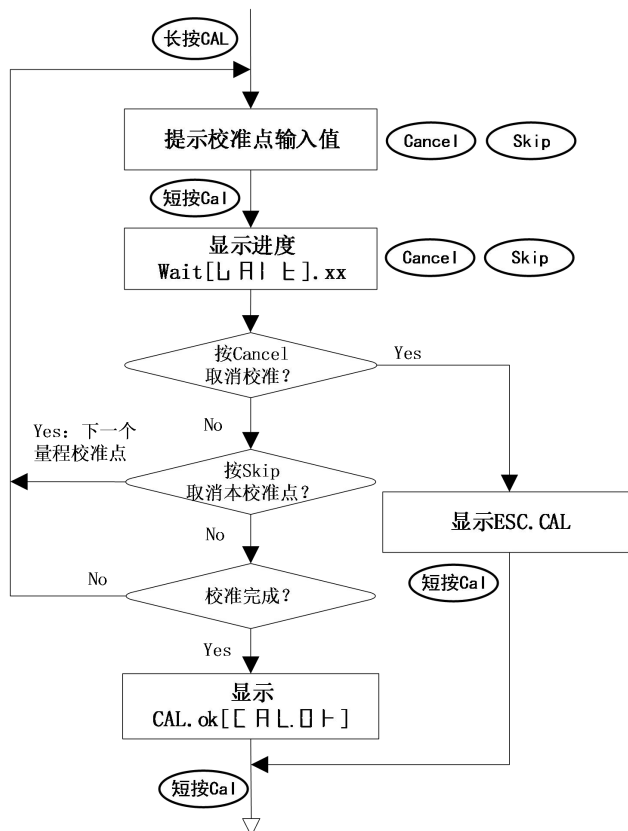 长按CAL
提示校准点输入值
Cancel
Skip
短按Cal
显示进度
Wait[WAIt].xx
Cancel
Skip
按Cancel
取消校准?
Yes
No
Yes: 下一个
量程校准点
按Skip
取消本校准点?
No
显示ESC.CAL
短按Cal
No
校准完成?
Yes
显示
CAL.ok[CAL.OK]
短按Cal